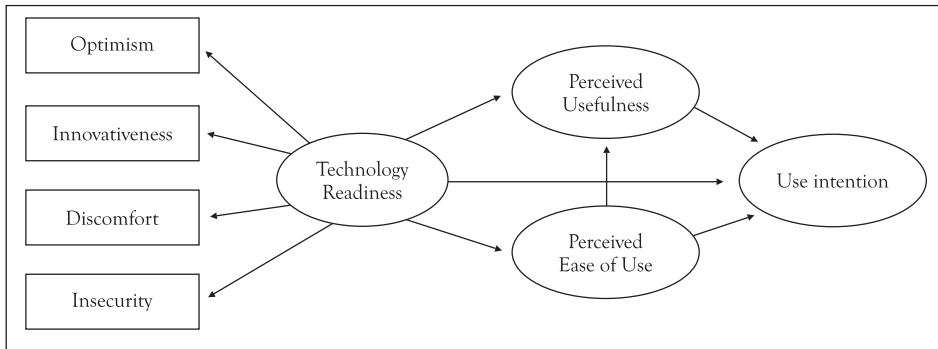 Optimism
Innovativeness
Discomfort
Insecurity
Technology
Readiness
Perceived
Usefulness
Perceived
Ease of Use
Use intention